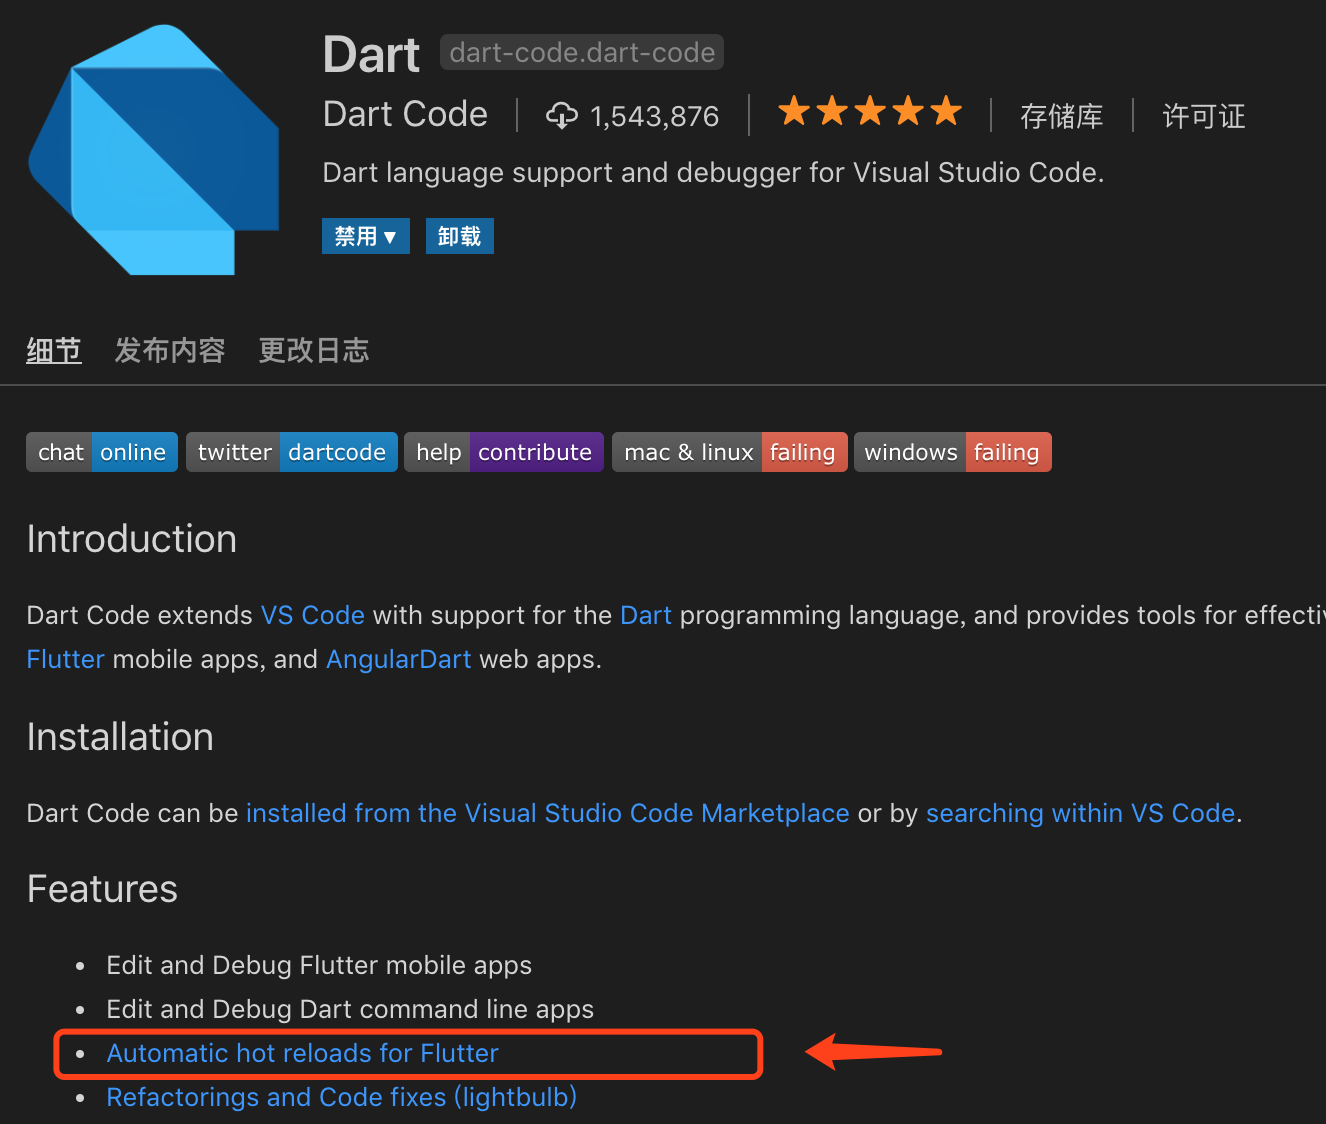 Dart dart-code.dart-code
Dart Code 1,543,876 存储库 许可证
Dart language support and debugger for Visual Studio Code.
禁用 卸载
细节 发布内容 更改日志
chat online twitter dartcode help contribute mac & linux failing windows failing
Introduction
Dart Code extends VS Code with support for the Dart programming language, and provides tools for effecti
Flutter mobile apps, and AngularDart web apps.
Installation
Dart Code can be installed from the Visual Studio Code Marketplace or by searching within VS Code.
Features
• Edit and Debug Flutter mobile apps
• Edit and Debug Dart command line apps
• Automatic hot reloads for Flutter
• Refactorings and Code fixes (lightbulb)